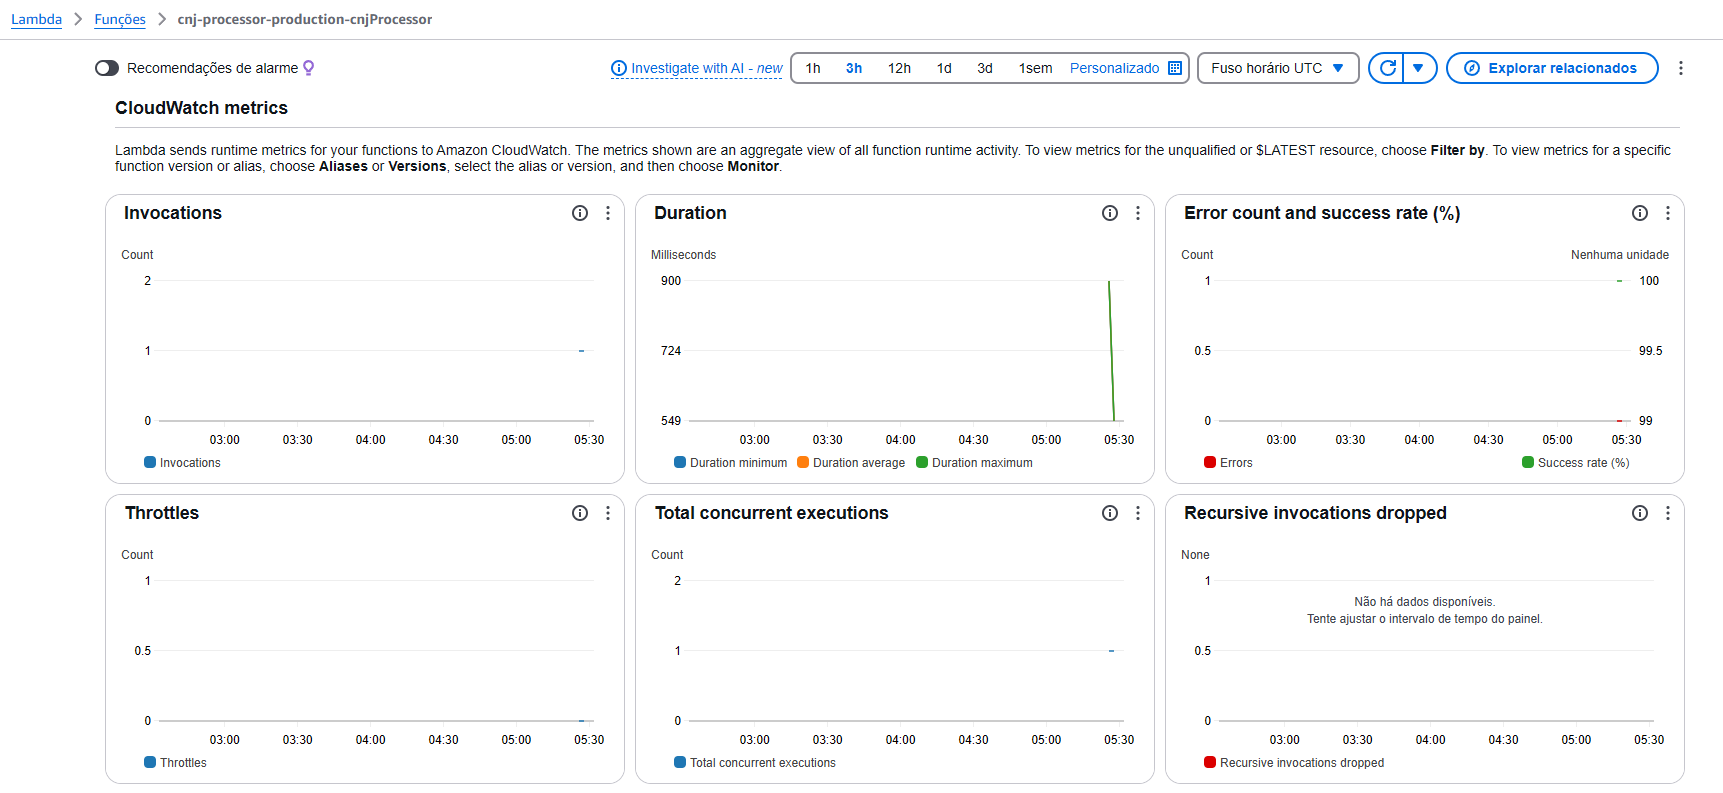 Lambda > Funções > cnj-processor-production-cnjProcessor
Recomendações de alarme
Investigate with AI - new
1h 3h 12h 1d 3d 1sem Personalizado
Fuso horário UTC
Explorar relacionados
CloudWatch metrics
Lambda sends runtime metrics for your functions to Amazon CloudWatch. The metrics shown are an aggregate view of all function runtime activity. To view metrics for the unqualified or $LATEST resource, choose Filter by. To view metrics for a specific
function version or alias, choose Aliases or Versions, select the alias or version, and then choose Monitor.
Invocations
Count
2
1
0
03:00 03:30 04:00 04:30 05:00 05:30
Invocations
Duration
Milliseconds
900
724
549
03:00 03:30 04:00 04:30 05:00 05:30
Duration minimum Duration average Duration maximum
Error count and success rate (%)
Count Nenhuma unidade
1 100
0.5 99.5
0 99
03:00 03:30 04:00 04:30 05:00 05:30
Errors Success rate (%)
Throttles
Count
1
0.5
0
03:00 03:30 04:00 04:30 05:00 05:30
Throttles
Total concurrent executions
Count
2
1
0
03:00 03:30 04:00 04:30 05:00 05:30
Total concurrent executions
Recursive invocations dropped
None
1
Não há dados disponíveis.
Tente ajustar o intervalo de tempo do painel.
0.5
0
03:00 03:30 04:00 04:30 05:00 05:30
Recursive invocations dropped